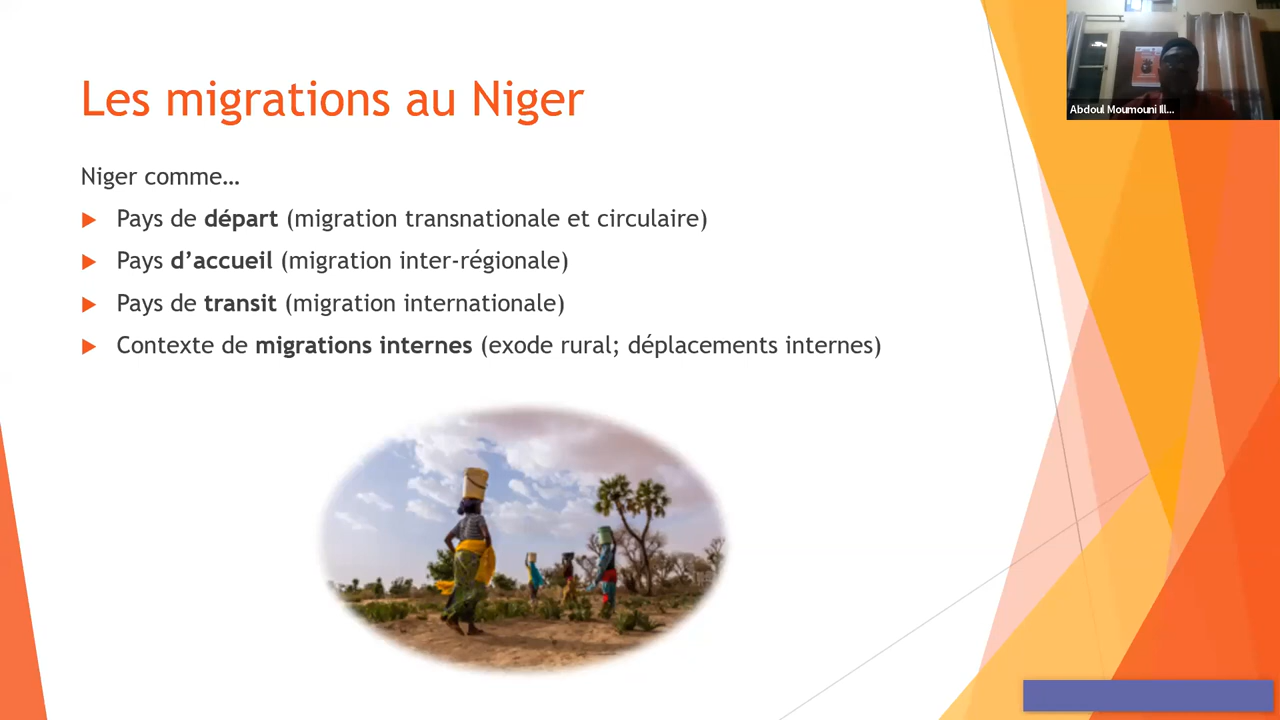 Les migrations au Niger
Niger comme…
Pays de départ (migration transnationale et circulaire)
Pays d’accueil (migration inter-régionale)
Pays de transit (migration internationale)
Contexte de migrations internes (exode rural; déplacements internes)
Abdoul Moumouni Ill...